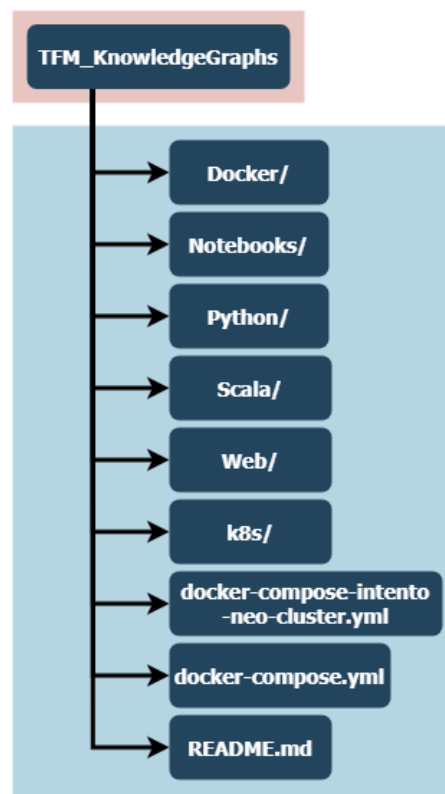 TFM_KnowledgeGraphs
Docker/
Notebooks/
Python/
Scala/
Web/
k8s/
docker-compose-intento
-neo-cluster.yml
docker-compose.yml
README.md